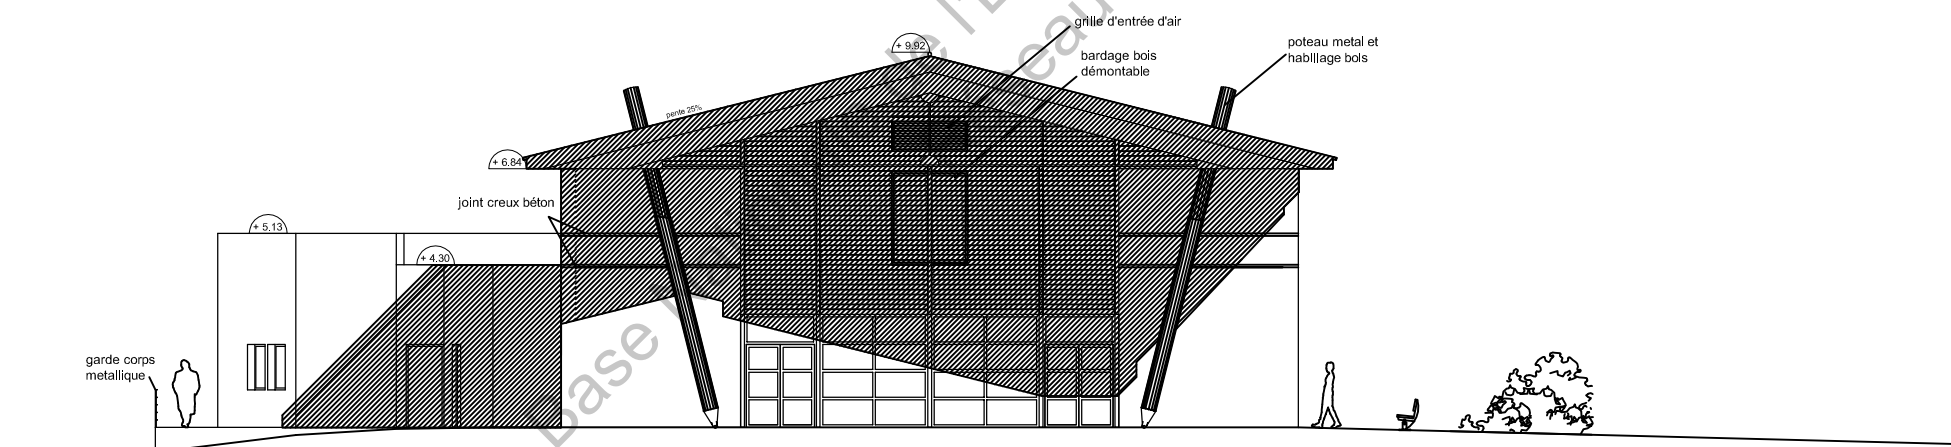 grille d'entrée d'air
+ 9.92
poteau metal et
habillage bois
bardage bois
démontable
pente 25%
+ 6.84
joint creux béton
+ 5.13
+ 4.30
garde corps
metallique
Base